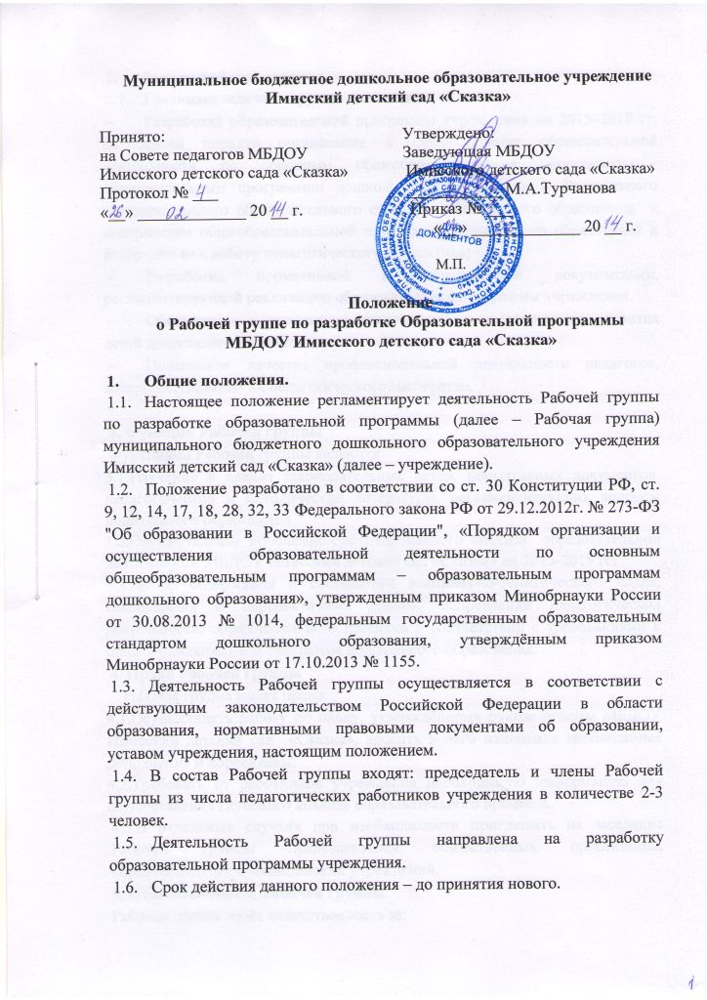 Муниципальное бюджетное дошкольное образовательное учреждение
Имисский детский сад «Сказка»
Принято:
на Совете педагогов МБДОУ
Имисского детского сада «Сказка»
Протокол № 4
«26» 02 20 14 г.
Утверждено:
Заведующая МБДОУ
Имисского детского сада «Сказка»
М.А.Турчанова
Приказ №
20 14 г.
ДОКУМЕНТОВ
М.П.
Положение
о Рабочей группе по разработке Образовательной программы
МБДОУ Имисского детского сада «Сказка»
1. Общие положения.
1.1. Настоящее положение регламентирует деятельность Рабочей группы
по разработке образовательной программы (далее – Рабочая группа)
муниципального бюджетного дошкольного образовательного учреждения
Имисский детский сад «Сказка» (далее – учреждение).
1.2. Положение разработано в соответствии со ст. 30 Конституции РФ, ст.
9, 12, 14, 17, 18, 28, 32, 33 Федерального закона РФ от 29.12.2012г. № 273-ФЗ
"Об образовании в Российской Федерации", «Порядком организации и
осуществления образовательной деятельности по основным
общеобразовательным программам – образовательным программам
дошкольного образования», утвержденным приказом Минобрнауки России
от 30.08.2013 № 1014, федеральным государственным образовательным
стандартом дошкольного образования, утверждённым приказом
Минобрнауки России от 17.10.2013 № 1155.
1.3. Деятельность Рабочей группы осуществляется в соответствии с
действующим законодательством Российской Федерации в области
образования, нормативными правовыми документами об образовании,
уставом учреждения, настоящим положением.
1.4. В состав Рабочей группы входят: председатель и члены Рабочей
группы из числа педагогических работников учреждения в количестве 2-3
человек.
1.5. Деятельность Рабочей группы направлена на разработку
образовательной программы учреждения.
1.6. Срок действия данного положения – до принятия нового.
1